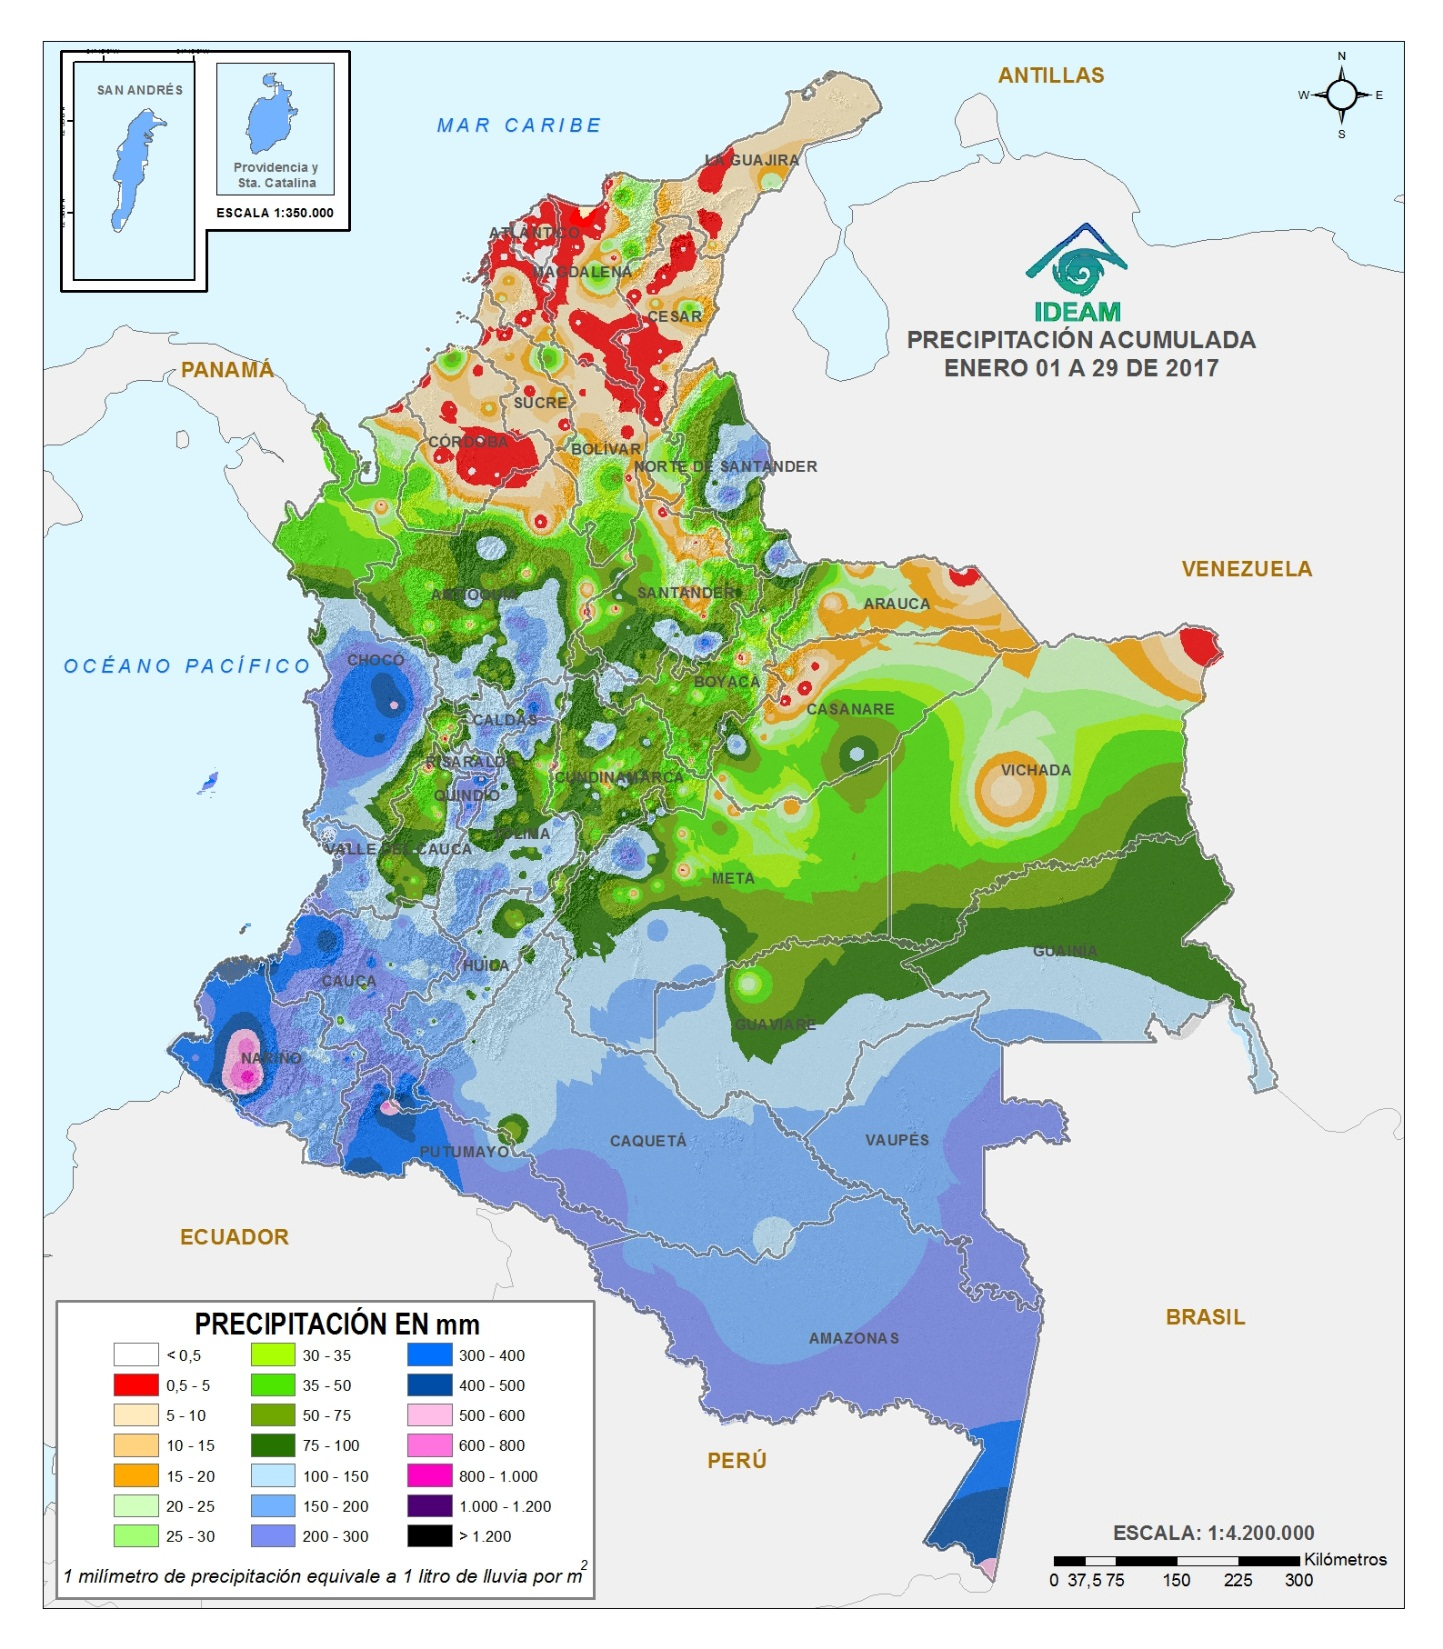 SAN ANDRÉS
Providencia y
Sta. Catalina
ESCALA 1:350.000
MAR CARIBE
ANTILLAS
N
W
E
S
IDEAM
PRECIPITACIÓN ACUMULADA
ENERO 01 A 29 DE 2017
PANAMÁ
VENEZUELA
OCÉANO PACÍFICO
ECUADOR
BRASIL
PERÚ
LA GUAJIRA
ATLÁNTICO
MAGDALENA
CESAR
SUCRE
CÓRDOBA
BOLÍVAR
NORTE DE SANTANDER
ANTIOQUIA
SANTANDER
ARAUCA
CHOCÓ
BOYACA
CASANARE
CALDAS
RISARALDA
CUNDINAMARCA
VICHADA
QUINDIO
TOLIMA
VALLE DEL CAUCA
META
GUAINIA
HUILA
CAUCA
GUAVIARE
NARIÑO
CAQUETÁ
VAUPÉS
PUTUMAYO
AMAZONAS
PRECIPITACIÓN EN mm
< 0,5
0,5 - 5
5 - 10
10 - 15
15 - 20
20 - 25
25 - 30
30 - 35
35 - 50
50 - 75
75 - 100
100 - 150
150 - 200
200 - 300
300 - 400
400 - 500
500 - 600
600 - 800
800 - 1.000
1.000 - 1.200
> 1.200
1 milímetro de precipitación equivale a 1 litro de lluvia por m2
ESCALA: 1:4.200.000
Kilómetros
0 37,5 75 150 225 300